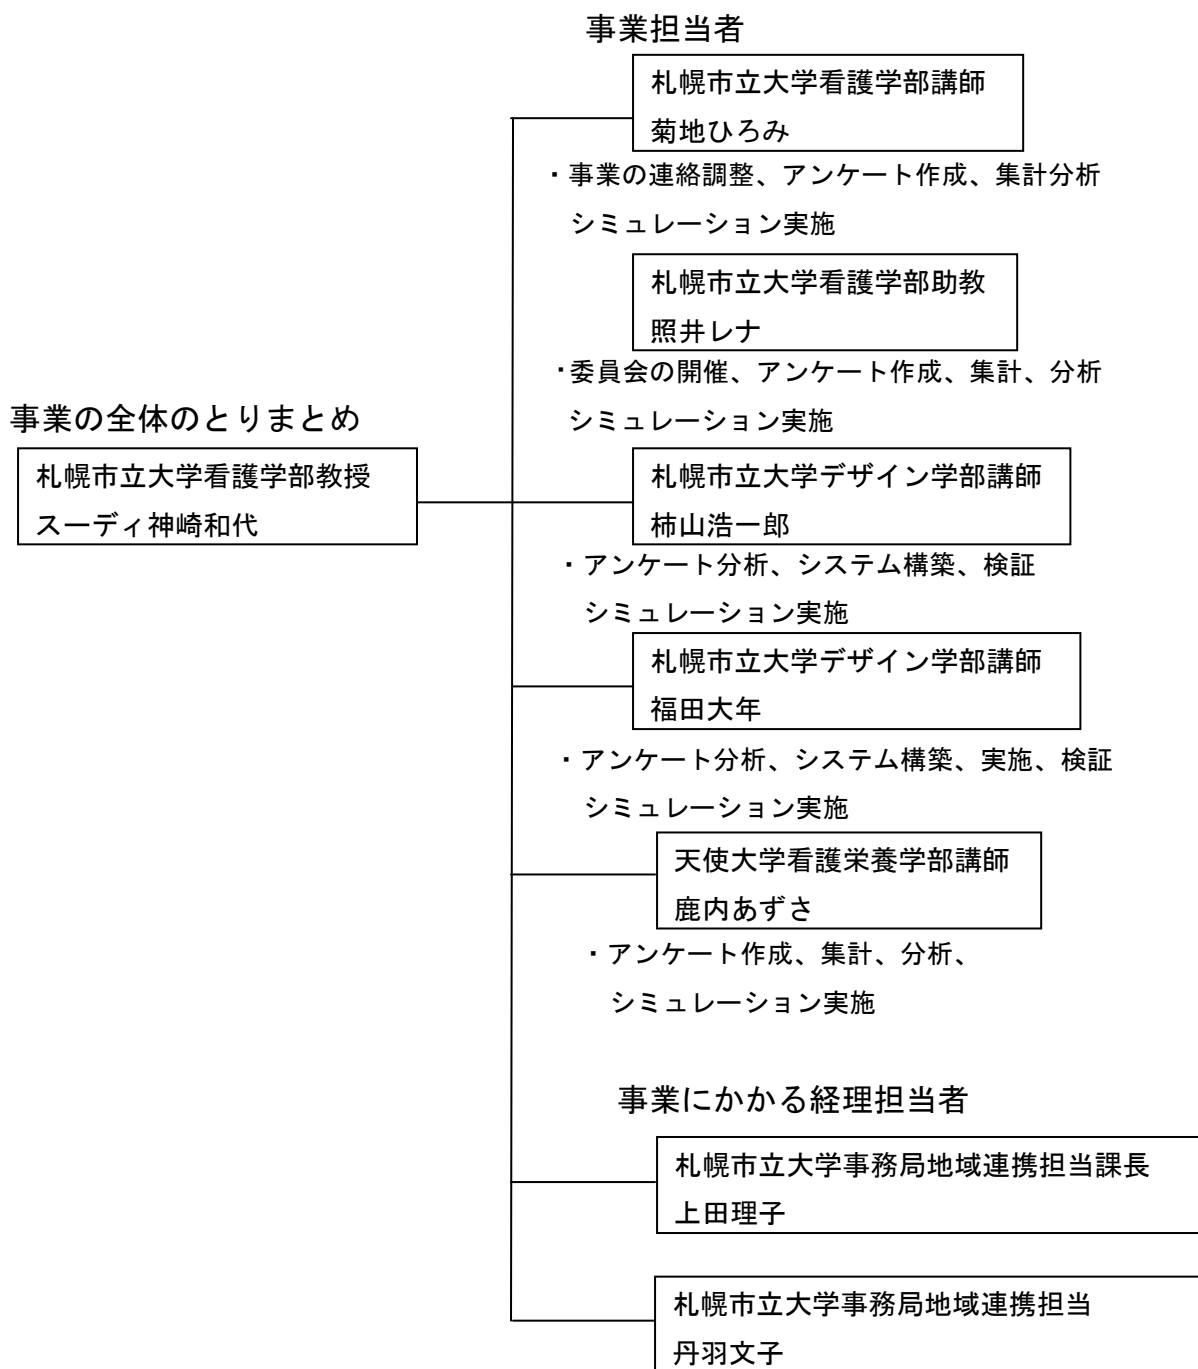 事業担当者
札幌市立大学看護学部講師
菊地ひろみ
・事業の連絡調整、アンケート作成、集計分析
シミュレーション実施
札幌市立大学看護学部助教
照井レナ
・委員会の開催、アンケート作成、集計、分析
シミュレーション実施
事業の全体のとりまとめ
札幌市立大学看護学部教授
スーディ神崎和代
札幌市立大学デザイン学部講師
柿山浩一郎
・アンケート分析、システム構築、検証
シミュレーション実施
札幌市立大学デザイン学部講師
福田大年
・アンケート分析、システム構築、実施、検証
シミュレーション実施
天使大学看護栄養学部講師
鹿内あずさ
・アンケート作成、集計、分析、
シミュレーション実施
事業にかかる経理担当者
札幌市立大学事務局地域連携担当課長
上田理子
札幌市立大学事務局地域連携担当
丹羽文子